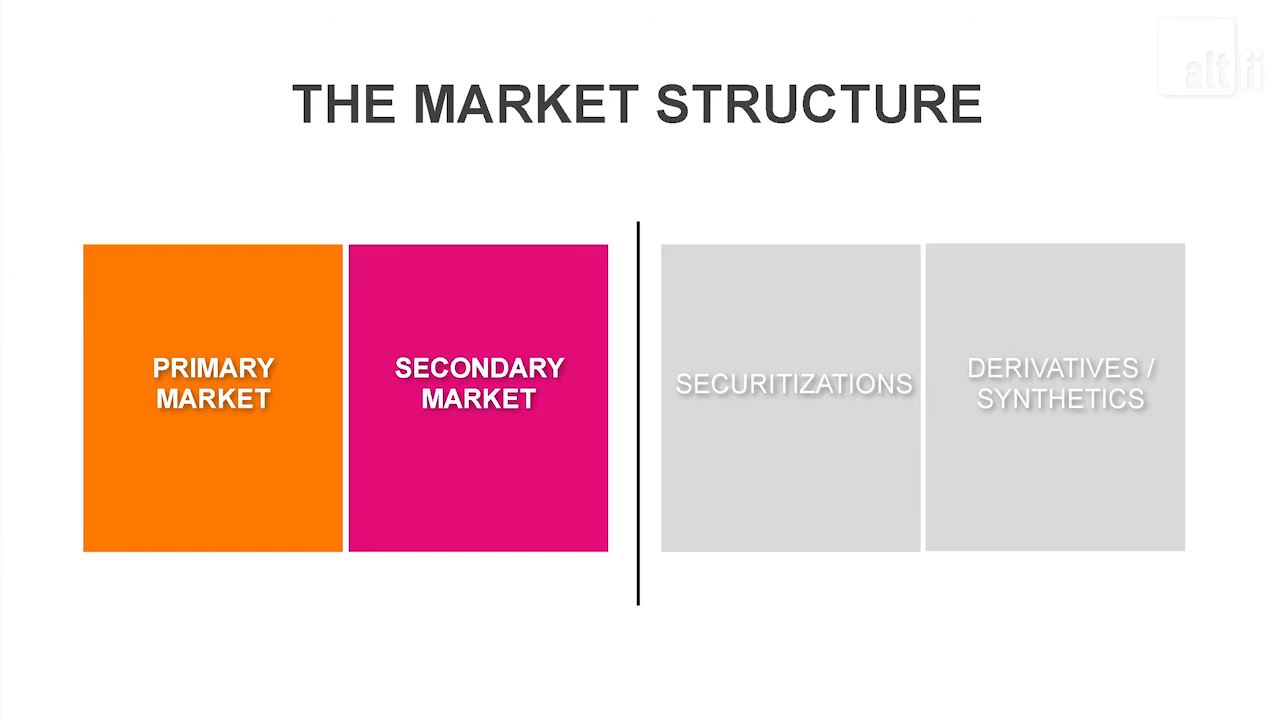 altfi
THE MARKET STRUCTURE
PRIMARY
MARKET
SECONDARY
MARKET
SECURITIZATIONS
DERIVATIVES /
SYNTHETICS